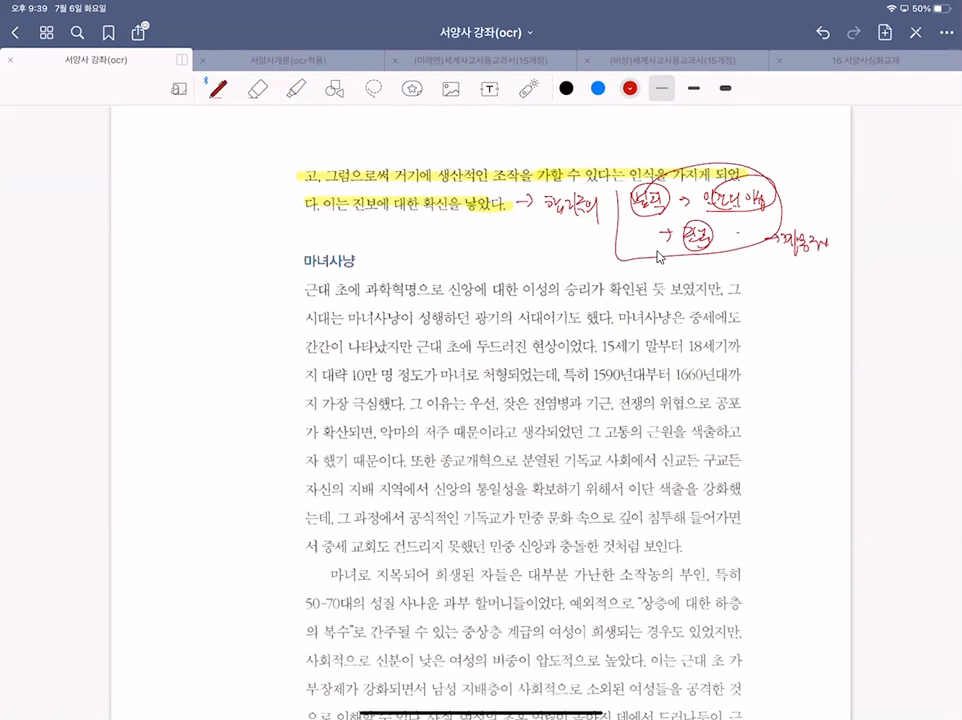 오후 9:39 7월 6일 화요일
50%
서양사 강좌(ocr)
서양사 강좌(ocr)
서양사개론(ocr적용)
(미래엔)세계사교사용교과서(15개정)
(비상)세계사교사용교과서(15개정)
16.서양사심화교재
고, 그럼으로써 거기에 생산적인 조작을 가할 수 있다는 인식을 가지게 되었
다. 이는 진보에 대한 확신을 낳았다.
→ 합리주의
마녀사냥
근대 초에 과학혁명으로 신앙에 대한 이성의 승리가 확인된 듯 보였지만, 그
시대는 마녀사냥이 성행하던 광기의 시대이기도 했다. 마녀사냥은 중세에도
간간이 나타났지만 근대 초에 두드러진 현상이었다. 15세기 말부터 18세기까
지 대략 10만 명 정도가 마녀로 처형되었는데, 특히 1590년대부터 1660년대까
지 가장 극심했다. 그 이유는 우선, 잦은 전염병과 기근, 전쟁의 위협으로 공포
가 확산되면, 악마의 저주 때문이라고 생각되었던 그 고통의 근원을 색출하고
자 했기 때문이다. 또한 종교개혁으로 분열된 기독교 사회에서 신교든 구교든
자신의 지배 지역에서 신앙의 통일성을 확보하기 위해서 이단 색출을 강화했
는데, 그 과정에서 공식적인 기독교가 민중 문화 속으로 깊이 침투해 들어가면
서 중세 교회도 건드리지 못했던 민중 신앙과 충돌한 것처럼 보인다.
마녀로 지목되어 희생된 자들은 대부분 가난한 소작농의 부인, 특히
50-70대의 성질 사나운 과부 할머니들이었다. 예외적으로 “상층에 대한 하층
의 복수”로 간주될 수 있는 중상층 계급의 여성이 희생되는 경우도 있었지만,
사회적으로 신분이 낮은 여성의 비중이 압도적으로 높았다. 이는 근대 초 가
부장제가 강화되면서 남성 지배층이 사회적으로 소외된 여성들을 공격한 것